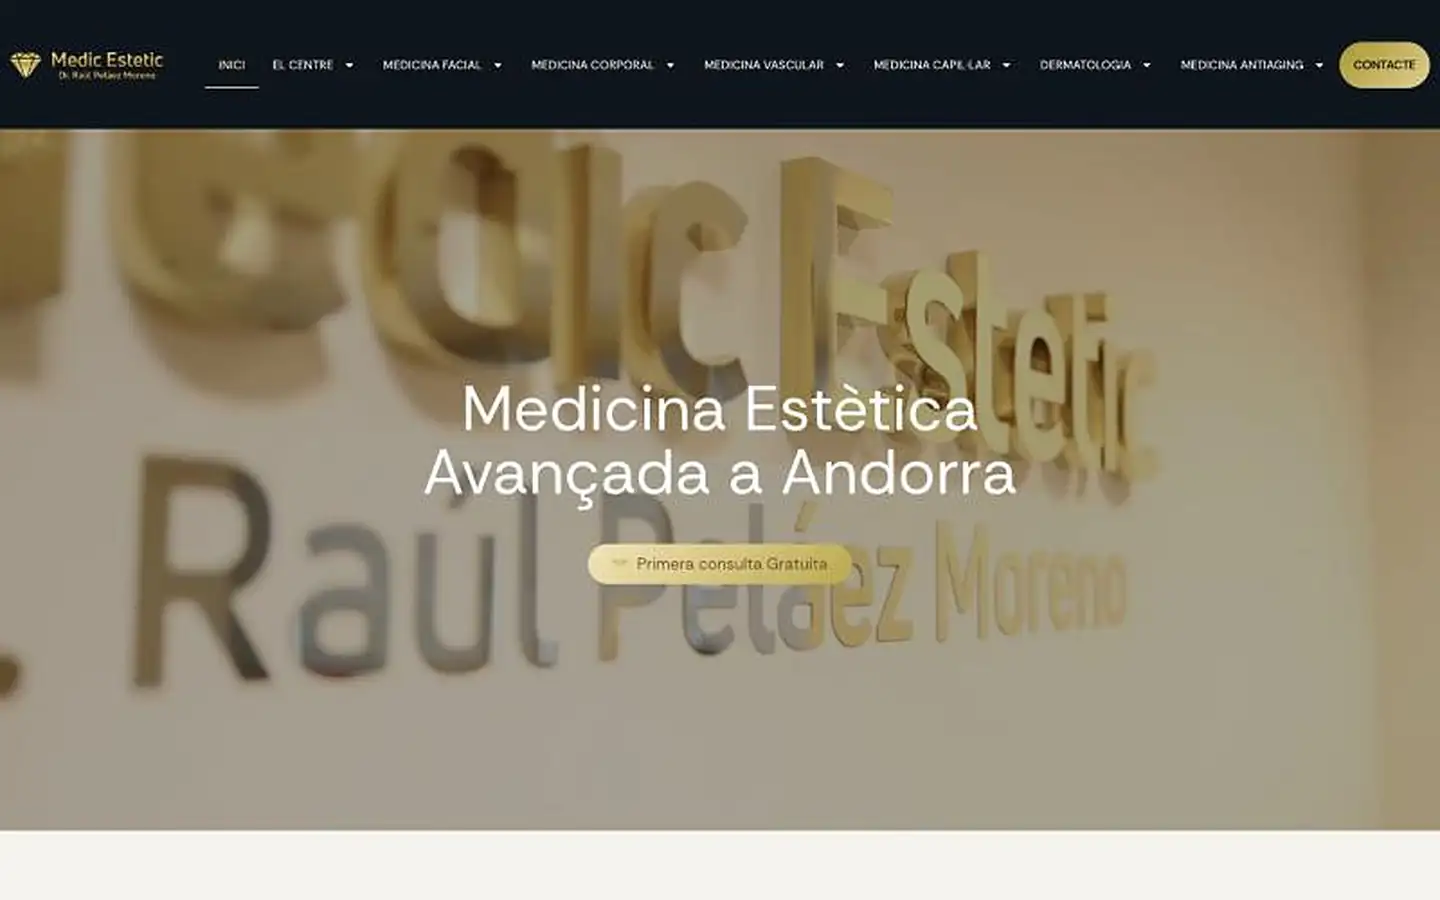 Medic Estetic
Dr. Raúl Peláez Moreno
INICI
EL CENTRE
MEDICINA FACIAL
MEDICINA CORPORAL
MEDICINA VASCULAR
MEDICINA CAPIL·LAR
DERMATOLOGIA
MEDICINA ANTIAGING
CONTACTE
edic Estetic
Medicina Estètica
Avançada a Andorra
Primera consulta Gratuita
. Raúl Peláez Moreno